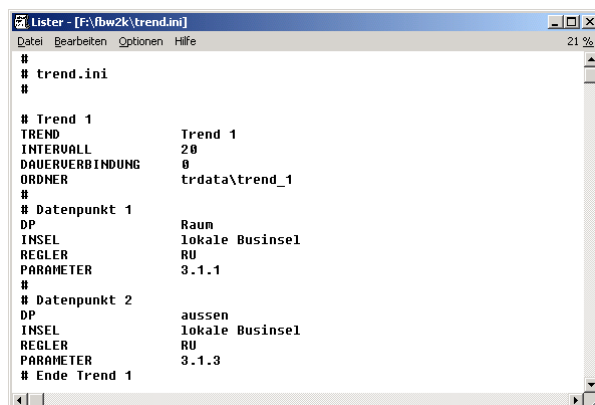 Lister - [F:\fbw2k\trend.ini]
Datei Bearbeiten Optionen Hilfe 21 %
#
# trend.ini
#
# Trend 1
TREND Trend 1
INTERVALL 20
DAUERVERBINDUNG 0
ORDNER trdata\trend_1
#
# Datenpunkt 1
DP Raum
INSEL lokale Businsel
REGLER RU
PARAMETER 3.1.1
#
# Datenpunkt 2
DP aussen
INSEL lokale Businsel
REGLER RU
PARAMETER 3.1.3
# Ende Trend 1